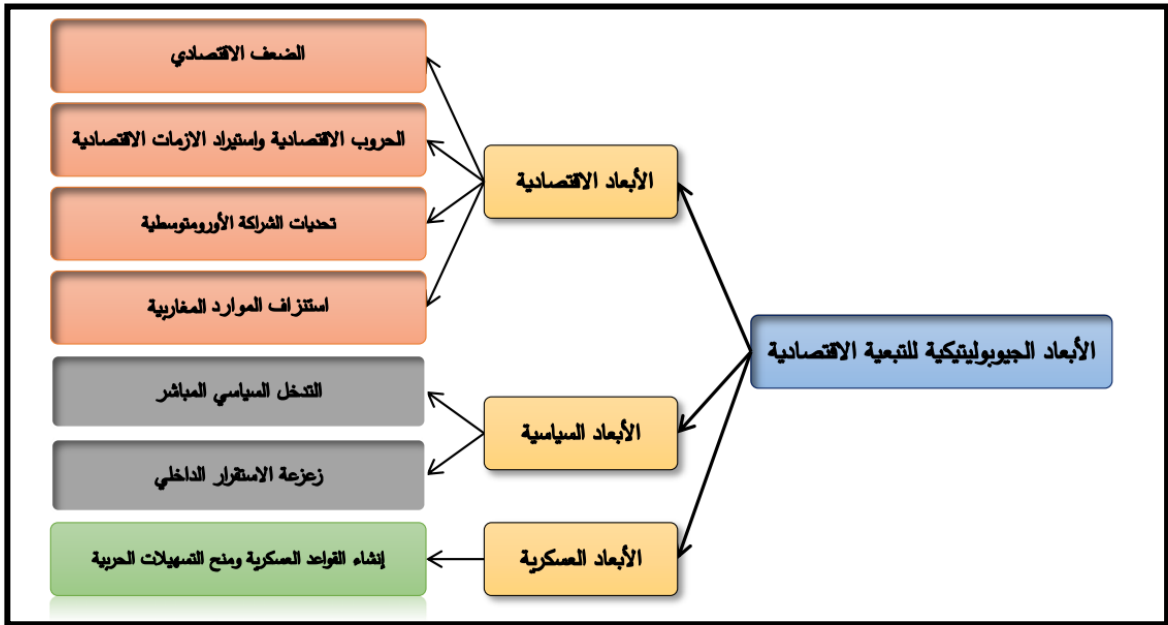 الأبعاد الجيوبوليتيكية للتبعية الاقتصادية
الأبعاد الاقتصادية
الضعف الاقتصادي
الحروب الاقتصادية واستيراد الازمات الاقتصادية
تحديات الشراكة الأورومتوسطية
استنزاف الموارد المغاربية
الأبعاد السياسية
التدخل السياسي المباشر
زعزعة الاستقرار الداخلي
الأبعاد العسكرية
إنشاء القواعد العسكرية ومنح التسهيلات الحربية